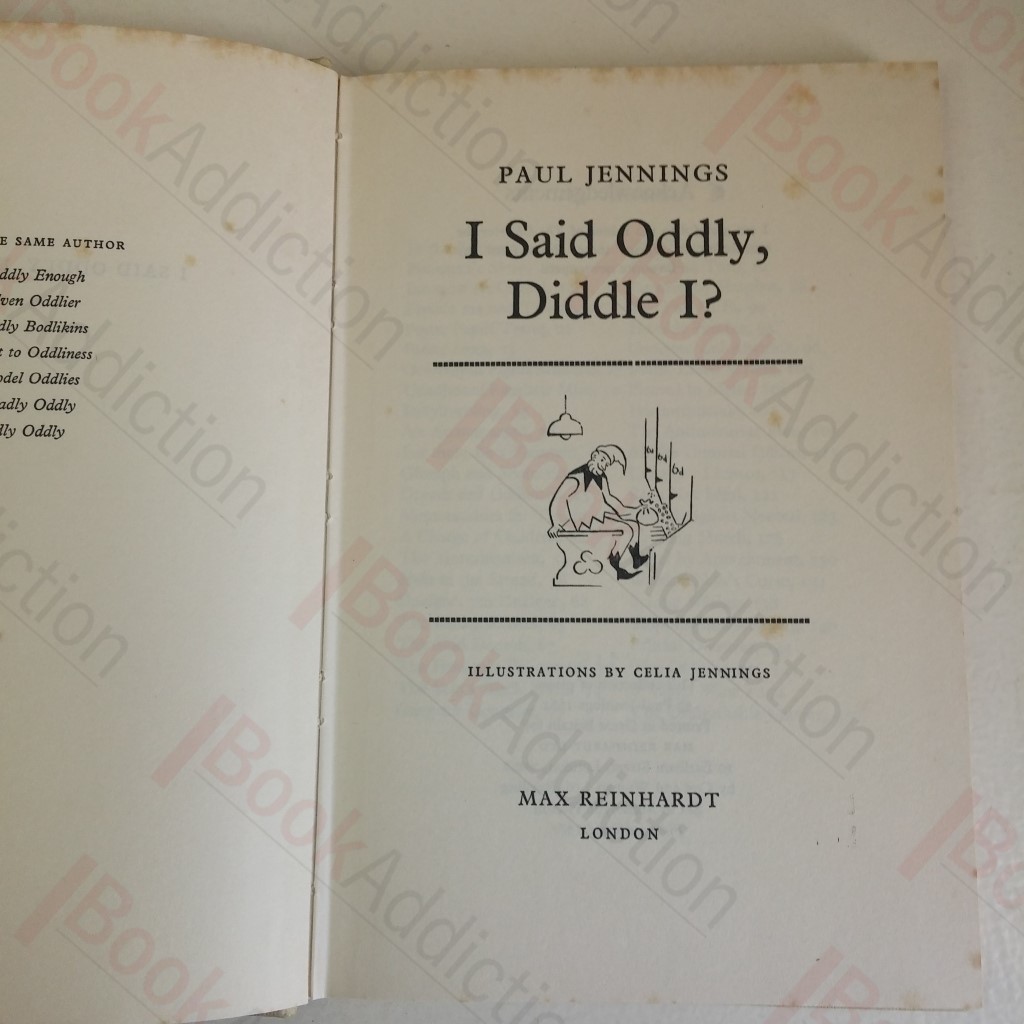 E SAME AUTHOR
ddly Enough
ven Oddlier
dly Bodlikins
t to Oddliness
odel Oddlies
adly Oddly
lly Oddly
PAUL JENNINGS
I Said Oddly,
Diddle I?
ILLUSTRATIONS BY CELIA JENNINGS
MAX REINHARDT
LONDON
BookAddiction